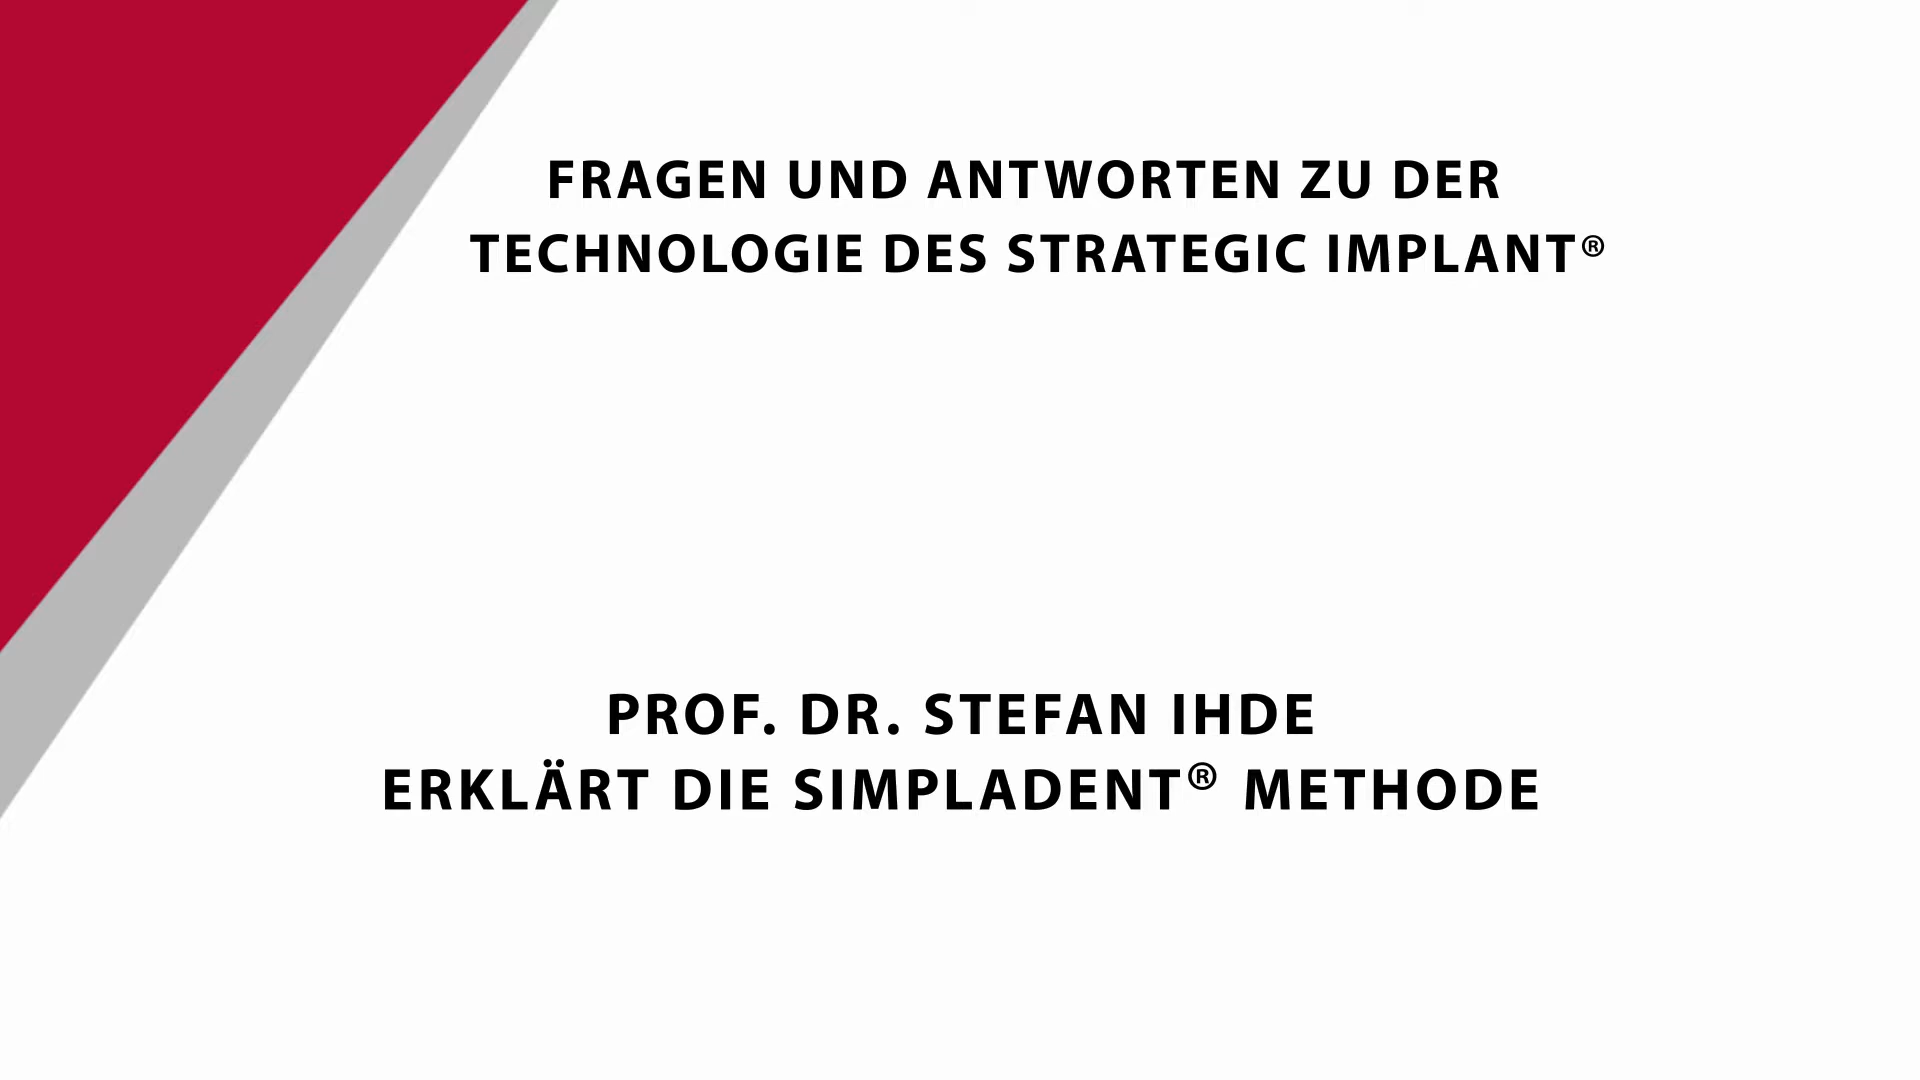 FRAGEN UND ANTWORTEN ZU DER
TECHNOLOGIE DES STRATEGIC IMPLANT®
PROF. DR. STEFAN IHDE
ERKLÄRT DIE SIMPLADENT® METHODE